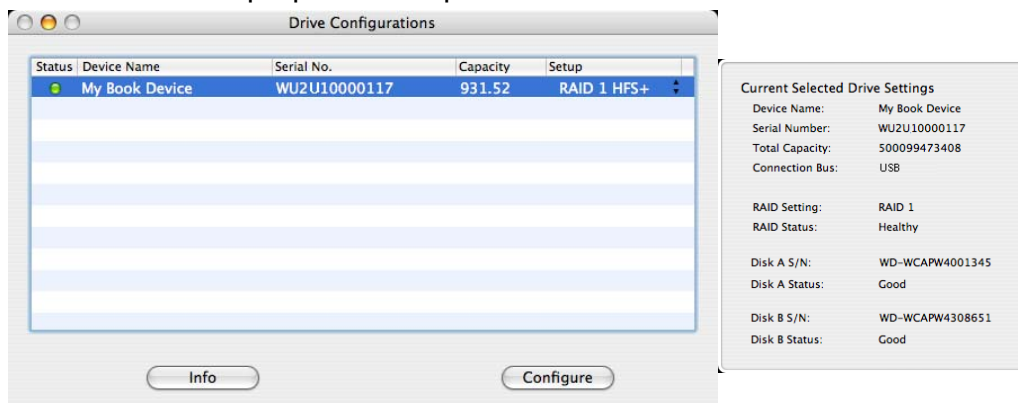 Drive Configurations
Status Device Name Serial No. Capacity Setup
My Book Device WU2U10000117 931.52 RAID 1 HFS+
Info Configure
Current Selected Drive Settings
Device Name: My Book Device
Serial Number: WU2U10000117
Total Capacity: 500099473408
Connection Bus: USB
RAID Setting: RAID 1
RAID Status: Healthy
Disk A S/N: WD-WCAPW4001345
Disk A Status: Good
Disk B S/N: WD-WCAPW4308651
Disk B Status: Good